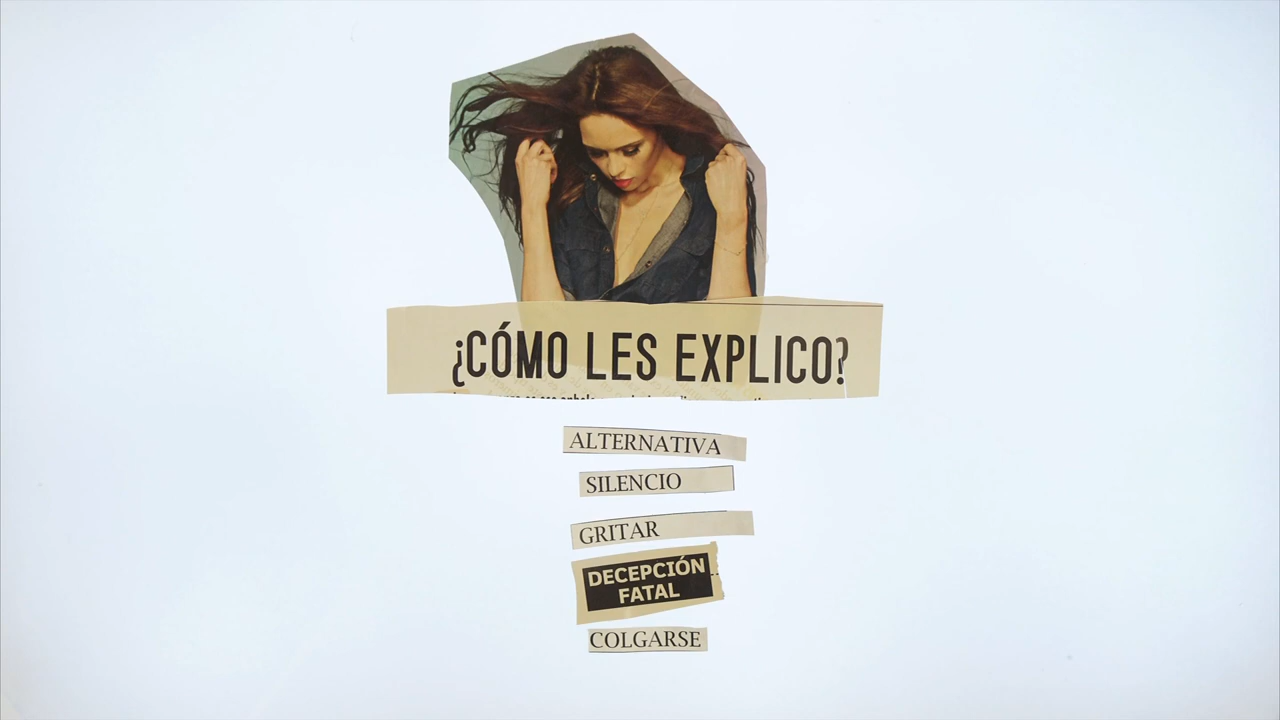 ¿CÓMO LES EXPLICO?
ALTERNATIVA
SILENCIO
GRITAR
DECEPCIÓN
FATAL
COLGARSE